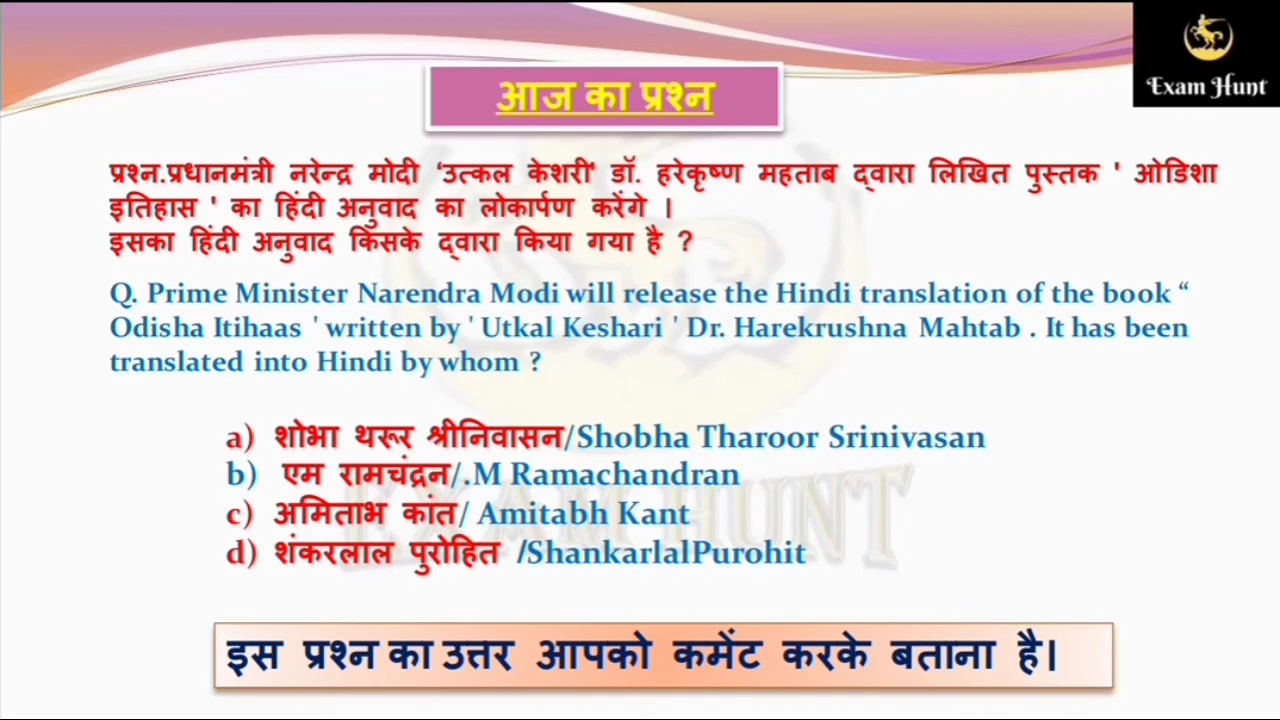 Exam Hunt
आज का प्रश्न
प्रश्न.प्रधानमंत्री नरेन्द्र मोदी ‘उत्कल केशरी' डॉ. हरेकृष्ण महताब द्वारा लिखित पुस्तक ' ओडिशा
इतिहास ' का हिंदी अनुवाद का लोकार्पण करेंगे ।
इसका हिंदी अनुवाद किसके द्वारा किया गया है ?
Q. Prime Minister Narendra Modi will release the Hindi translation of the book “
Odisha Itihaas ' written by ' Utkal Keshari ' Dr. Harekrushna Mahtab . It has been
translated into Hindi by whom ?
a) शोभा थरूर श्रीनिवासन/Shobha Tharoor Srinivasan
b) एम रामचंद्रन/.M Ramachandran
c) अमिताभ कांत/ Amitabh Kant
d) शंकरलाल पुरोहित /ShankarlalPurohit
EXAM HUNT
इस प्रश्न का उत्तर आपको कमेंट करके बताना है।